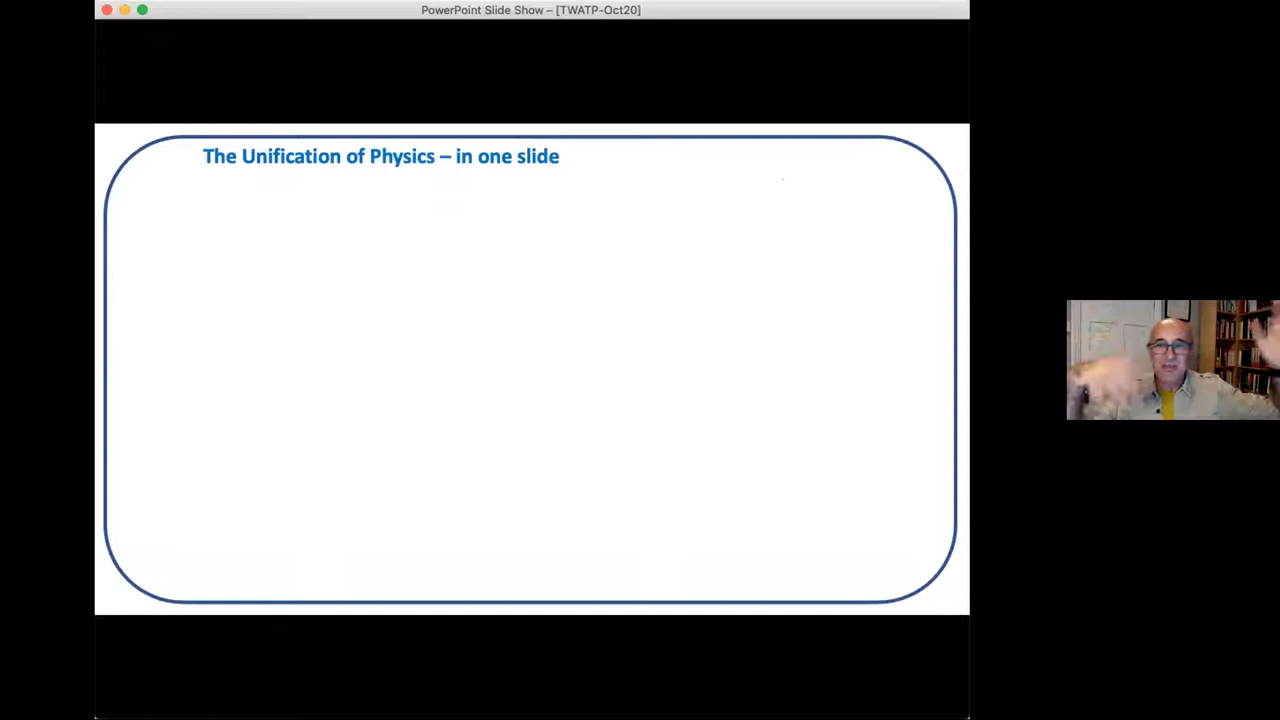 PowerPoint Slide Show – [TWATP-Oct20]
The Unification of Physics – in one slide